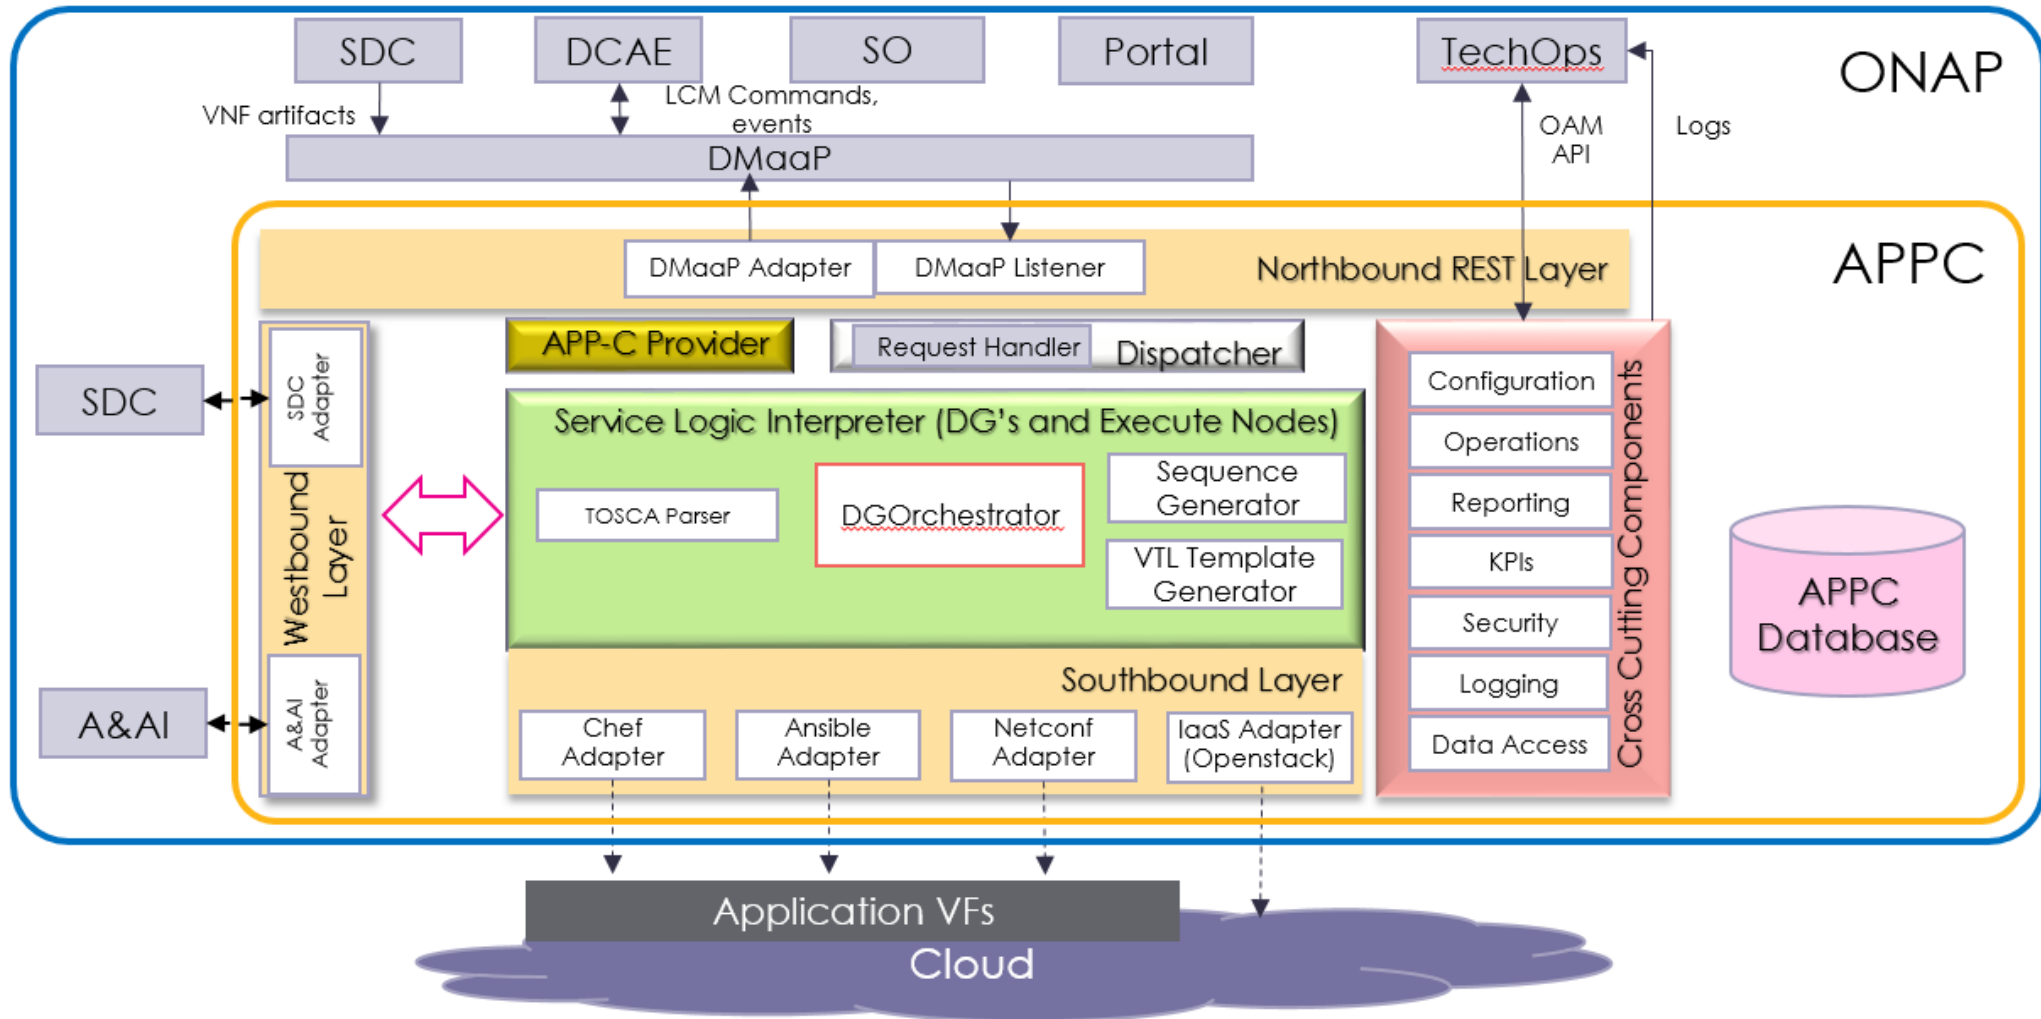 SDC
DCAE
SO
Portal
TechOps
ONAP
VNF artifacts
LCM Commands,
events
OAM
API
Logs
DMaaP
APPC
DMaaP Adapter
DMaaP Listener
Northbound REST Layer
APP-C Provider
Request Handler
Dispatcher
SDC
SDC
Adapter
Westbound
Layer
A&AI
A&AI
Adapter
Service Logic Interpreter (DG's and Execute Nodes)
TOSCA Parser
DGOrchestrator
Sequence
Generator
VTL Template
Generator
Southbound Layer
Chef
Adapter
Ansible
Adapter
Netconf
Adapter
IaaS Adapter
(Openstack)
Configuration
Operations
Reporting
KPIs
Security
Logging
Data Access
Cross Cutting Components
APPC
Database
Application VFs
Cloud